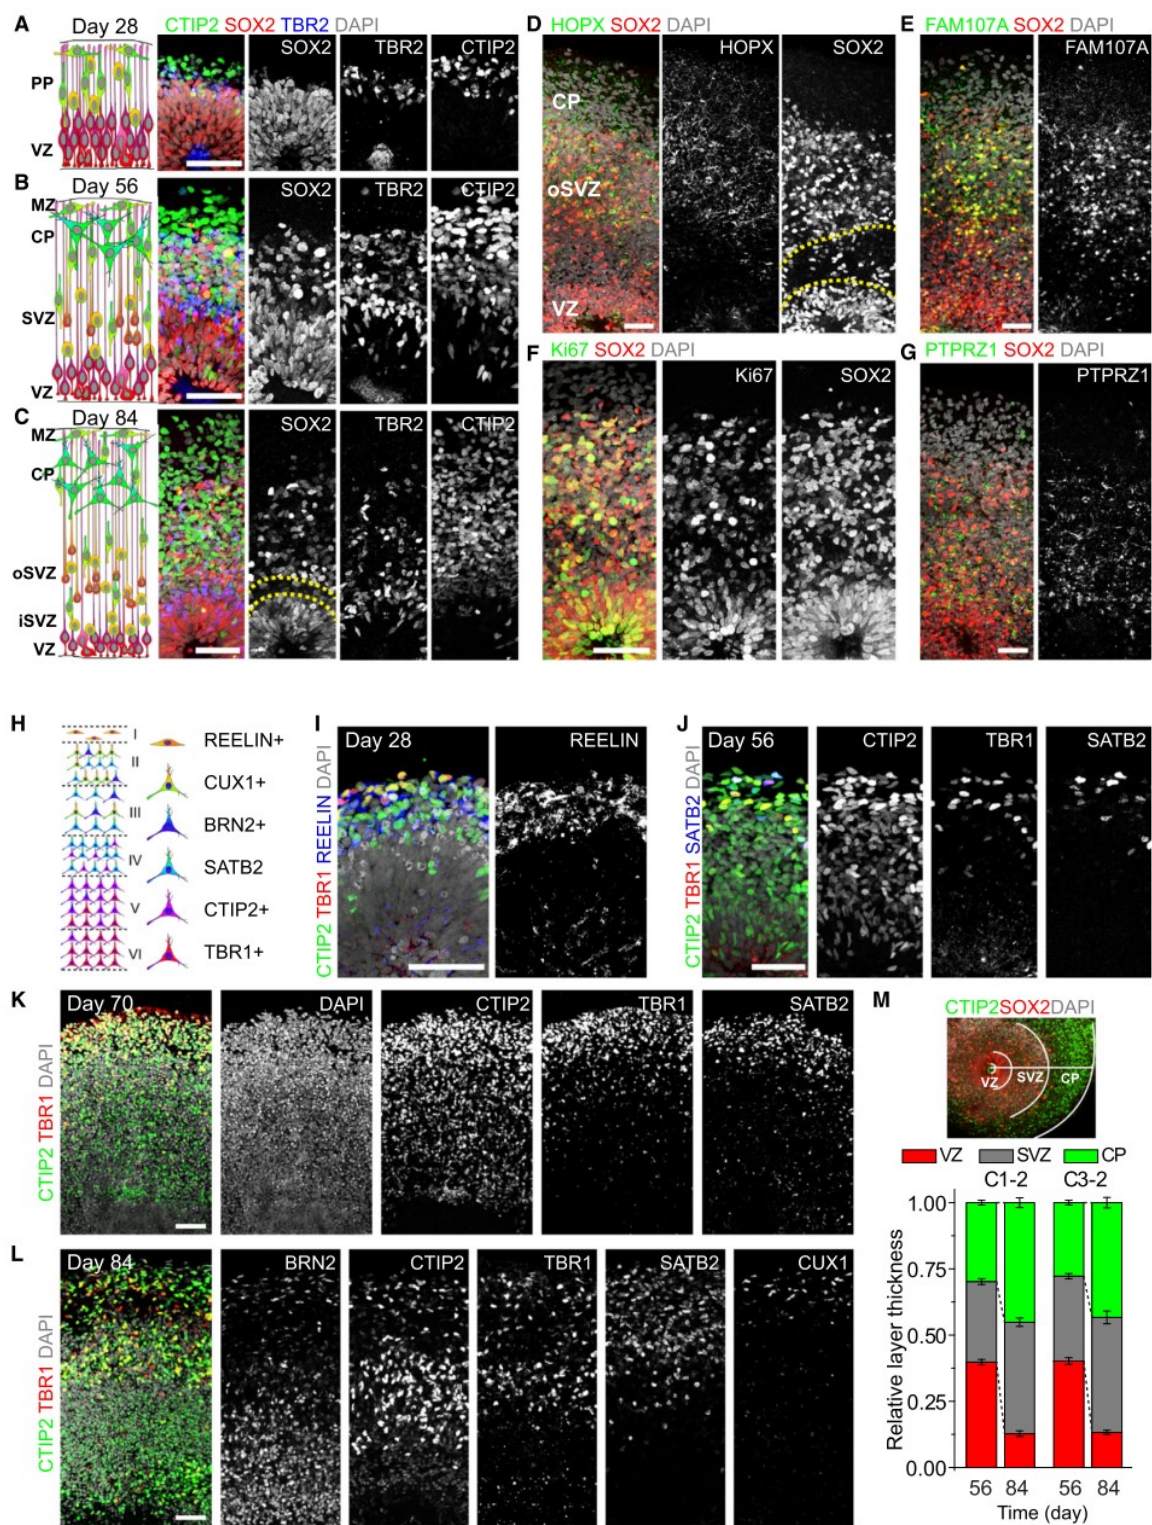 A Day 28
CTIP2 SOX2 TBR2 DAPI
SOX2
TBR2
CTIP2
PP
VZ
B Day 56
SOX2
TBR2
CTIP2
MZ
CP
SVZ
VZ
C Day 84
SOX2
TBR2
CTIP2
MZ
CP
oSVZ
iSVZ
VZ
D HOPX SOX2 DAPI
HOPX
SOX2
CP
oSVZ
VZ
E FAM107A SOX2 DAPI
FAM107A
F Ki67 SOX2 DAPI
Ki67
SOX2
G PTPRZ1 SOX2 DAPI
PTPRZ1
H
I
II
III
IV
V
VI
REELIN+
CUX1+
BRN2+
SATB2
CTIP2+
TBR1+
I
CTIP2 TBR1 REELIN DAPI
Day 28
REELIN
J
CTIP2 TBR1 SATB2 DAPI
Day 56
CTIP2
TBR1
SATB2
K
CTIP2 TBR1 DAPI
Day 70
DAPI
CTIP2
TBR1
SATB2
L
CTIP2 TBR1 DAPI
Day 84
BRN2
CTIP2
TBR1
SATB2
CUX1
M
CTIP2SOX2DAPI
VZ
SVZ
CP
VZ SVZ CP
C1-2 C3-2
Relative layer thickness
1.00
0.75
0.50
0.25
0.00
56 84 56 84
Time (day)